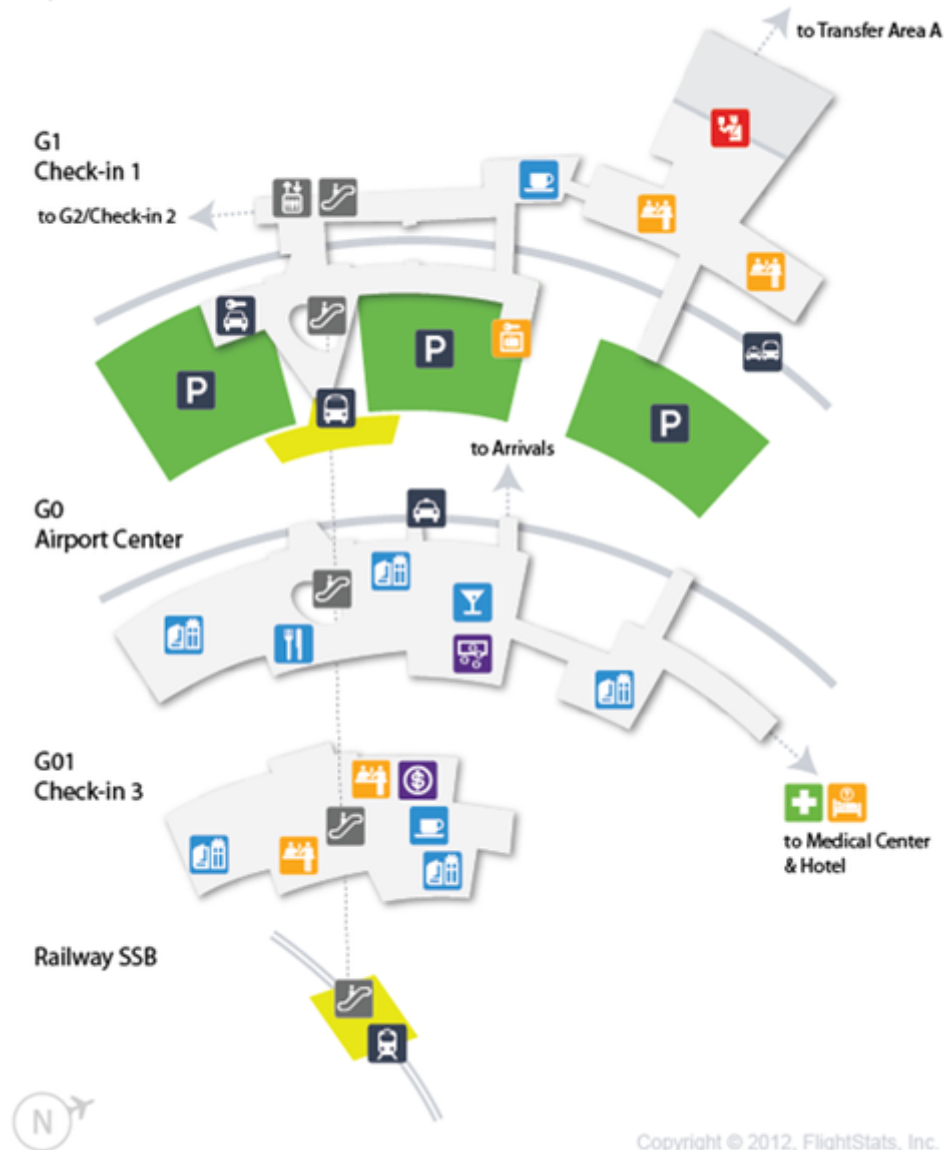 to Transfer Area A
G1
Check-in 1
to G2/Check-in 2
P
P
P
to Arrivals
G0
Airport Center
G01
Check-in 3
$
to Medical Center
& Hotel
Railway SSB
N
Copyright © 2012, FlightStats, Inc.